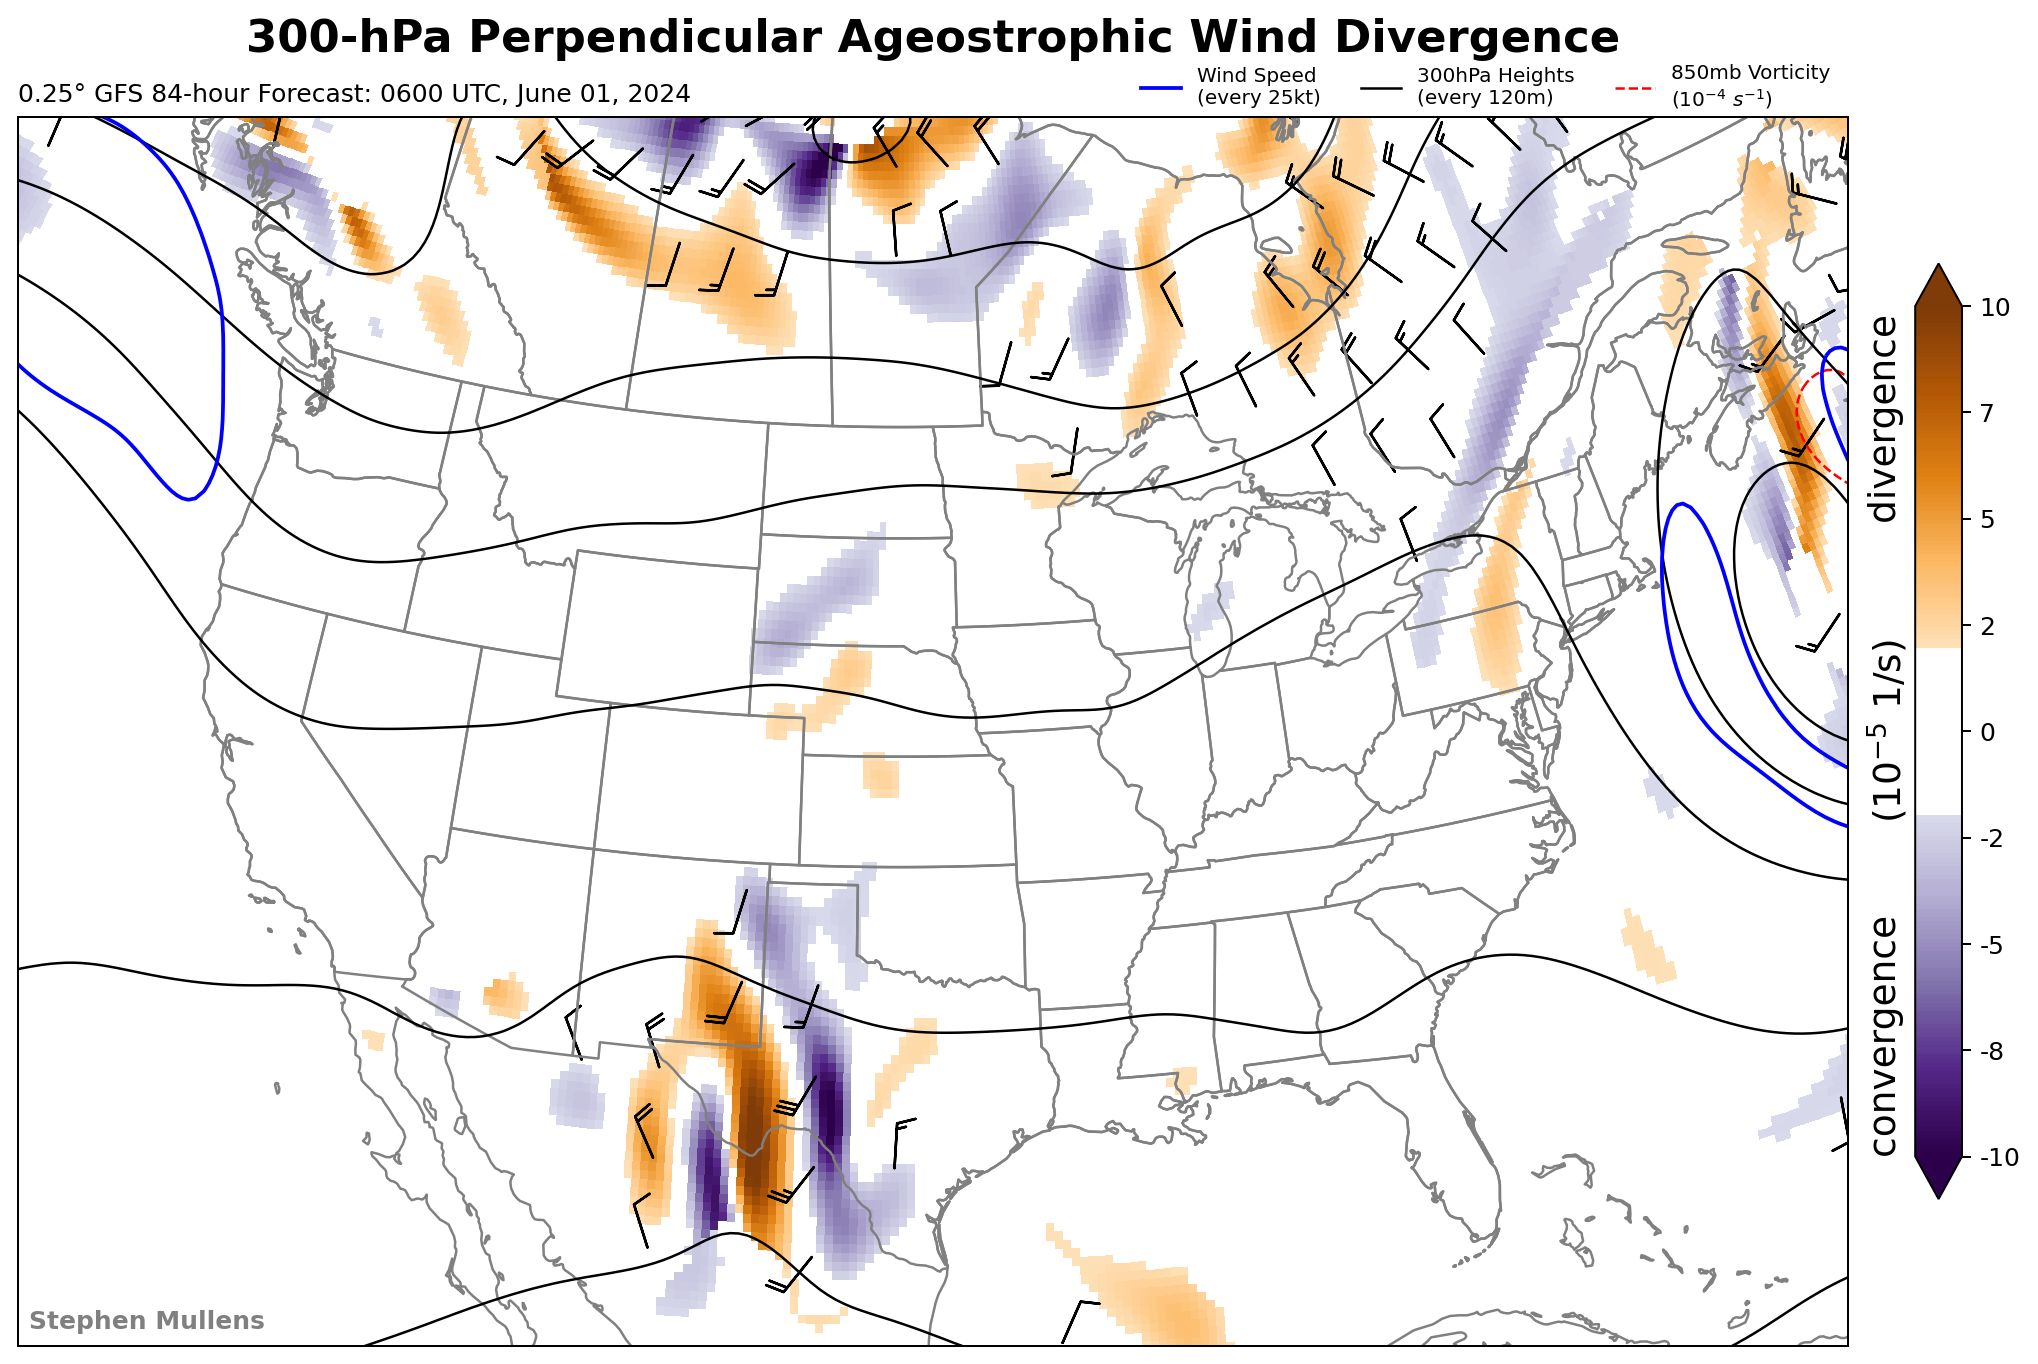 300-hPa Perpendicular Ageostrophic Wind Divergence
0.25° GFS 84-hour Forecast: 0600 UTC, June 01, 2024
Wind Speed
(every 25kt)
300hPa Heights
(every 120m)
850mb Vorticity
(10⁻⁴ s⁻¹)
10
7
5
2
0
-2
-5
-8
-10
convergence (10⁻⁵ 1/s) divergence
Stephen Mullens